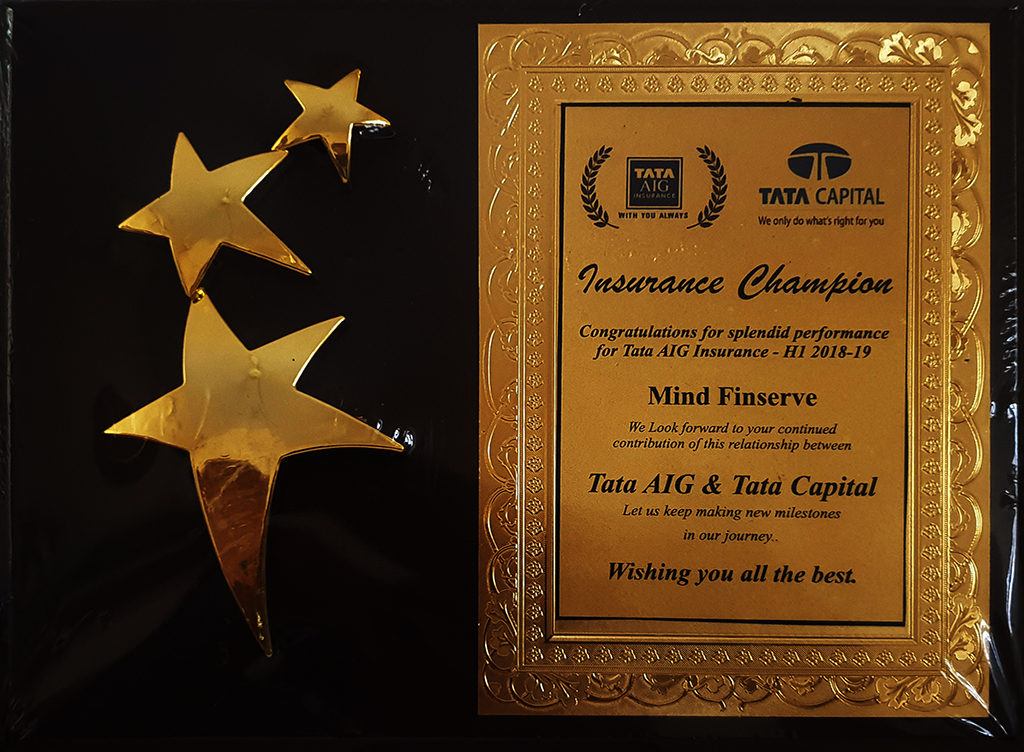 TATA
AIG
INSURANCE
WITH YOU ALWAYS
TATA CAPITAL
We only do what's right for you
Insurance Champion
Congratulations for splendid performance
for Tata AIG Insurance - H1 2018-19
Mind Finserve
We Look forward to your continued
contribution of this relationship between
Tata AIG & Tata Capital
Let us keep making new milestones
in our journey..
Wishing you all the best.